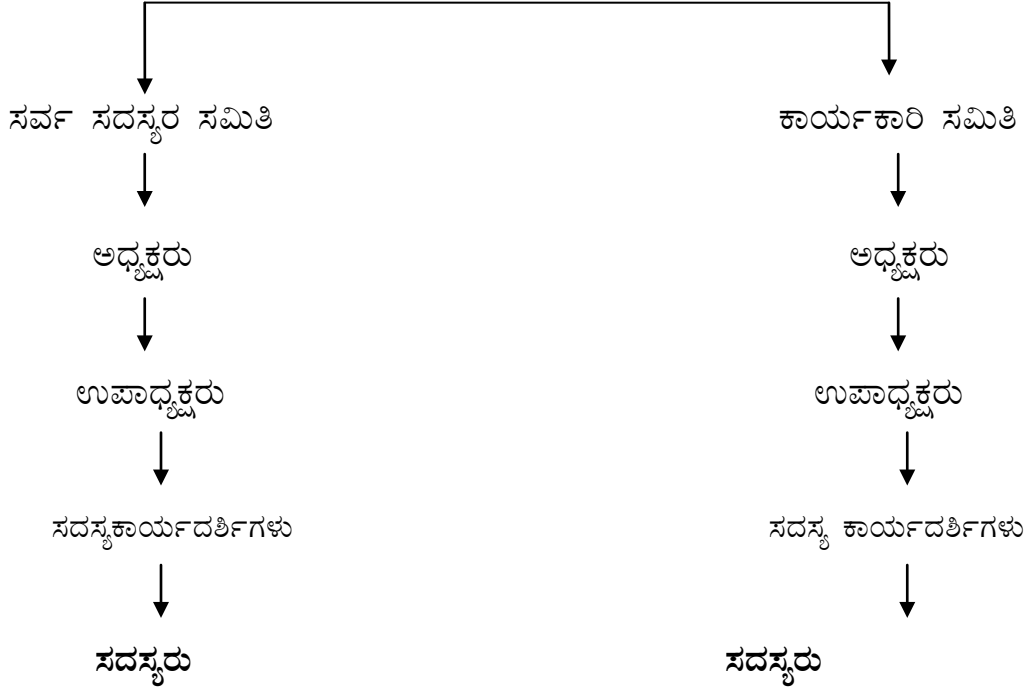 ಸರ್ವ ಸದಸ್ಯರ ಸಮಿತಿ
ಅಧ್ಯಕ್ಷರು
ಉಪಾಧ್ಯಕ್ಷರು
ಸದಸ್ಯಕಾರ್ಯದರ್ಶಿಗಳು
ಸದಸ್ಯರು
ಕಾರ್ಯಕಾರಿ ಸಮಿತಿ
ಅಧ್ಯಕ್ಷರು
ಉಪಾಧ್ಯಕ್ಷರು
ಸದಸ್ಯ ಕಾರ್ಯದರ್ಶಿಗಳು
ಸದಸ್ಯರು